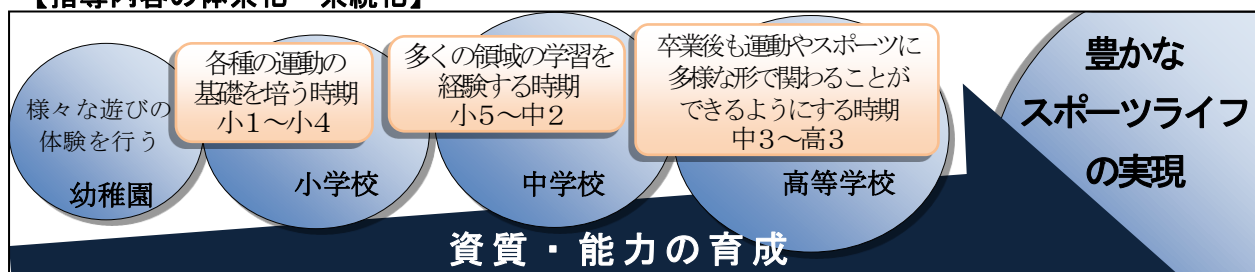 【指導内容の体系化・系統化】
様々な遊びの
体験を行う
幼稚園
各種の運動の
基礎を培う時期
小1～小4
小学校
多くの領域の学習を
経験する時期
小5～中2
中学校
卒業後も運動やスポーツに
多様な形で関わることが
できるようにする時期
中3～高3
高等学校
豊かな
スポーツライフ
の実現
資質・能力の育成